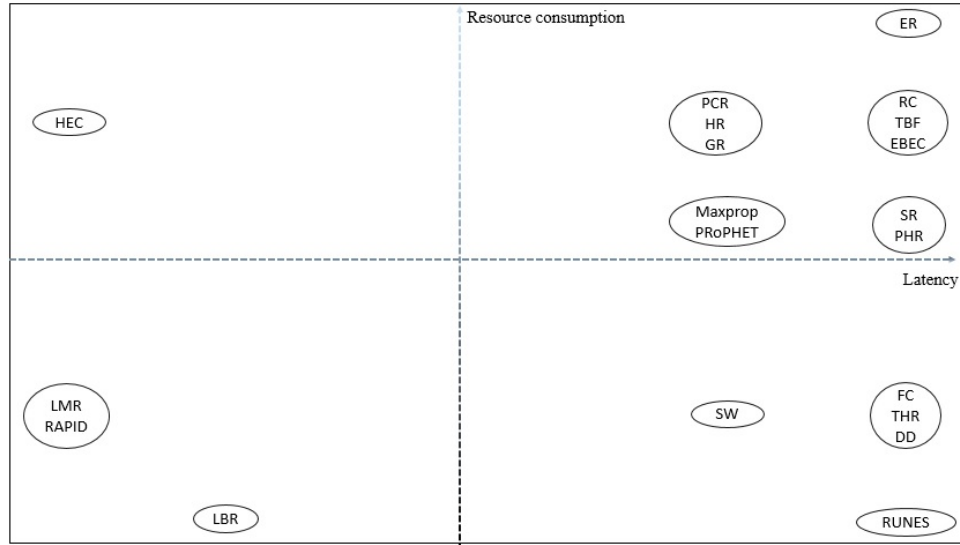 Resource consumption
ER
HEC
PCR
HR
GR
RC
TBF
EBEC
Maxprop
PRoPHET
SR
PHR
Latency
LMR
RAPID
SW
FC
THR
DD
LBR
RUNES